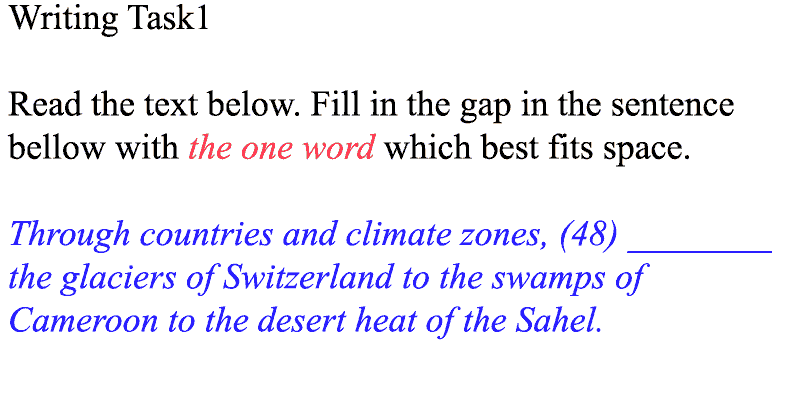 Writing Task1
Read the text below. Fill in the gap in the sentence
bellow with the one word which best fits space.
Through countries and climate zones, (48) ________
the glaciers of Switzerland to the swamps of
Cameroon to the desert heat of the Sahel.